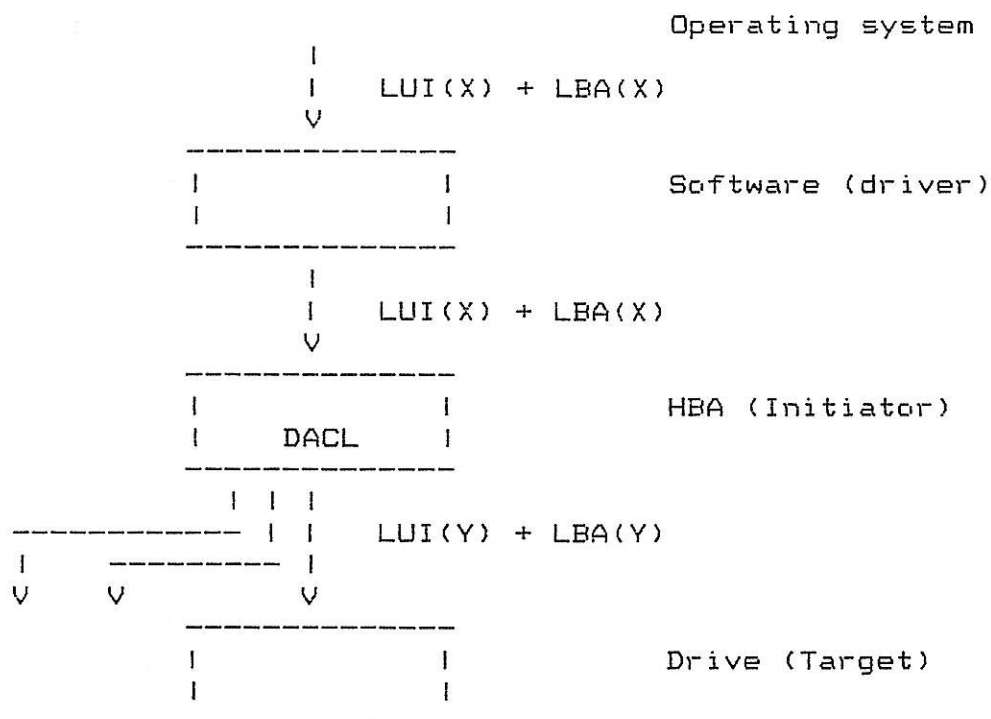 Operating system
LUI(X) + LBA(X)
Software (driver)
LUI(X) + LBA(X)
HBA (Initiator)
DACL
LUI(Y) + LBA(Y)
Drive (Target)